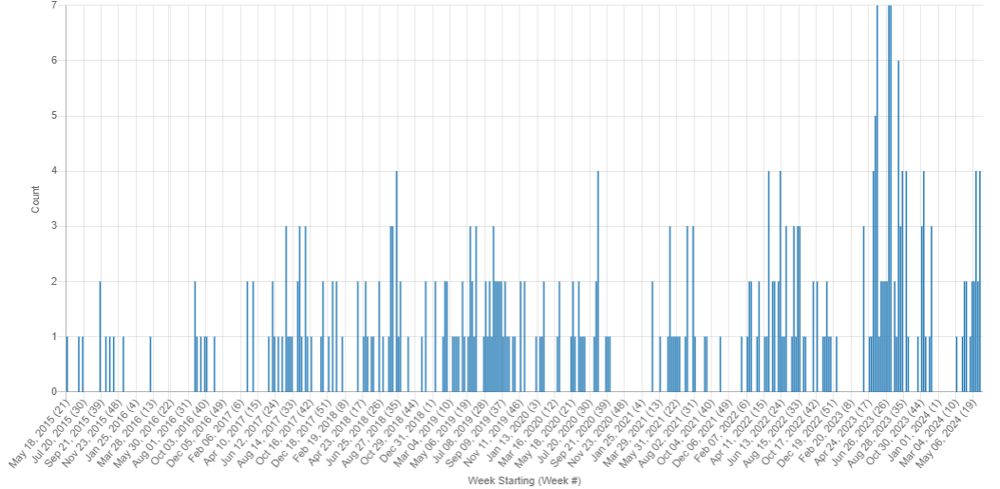 7
6
5
4
3
2
1
0
Count
May 18, 2015 (21)
Jul 20, 2015 (30)
Sep 21, 2015 (39)
Nov 23, 2015 (48)
Jan 25, 2016 (4)
Mar 28, 2016 (13)
May 30, 2016 (22)
Aug 01, 2016 (31)
Oct 03, 2016 (40)
Dec 05, 2016 (49)
Feb 06, 2017 (6)
Apr 10, 2017 (15)
Jun 12, 2017 (24)
Aug 14, 2017 (33)
Oct 16, 2017 (42)
Dec 18, 2017 (51)
Feb 19, 2018 (8)
Apr 23, 2018 (17)
Jun 25, 2018 (26)
Aug 27, 2018 (35)
Oct 29, 2018 (44)
Dec 31, 2018 (1)
Mar 04, 2019 (10)
May 06, 2019 (19)
Jul 08, 2019 (28)
Sep 09, 2019 (37)
Nov 11, 2019 (46)
Jan 13, 2020 (3)
Mar 16, 2020 (12)
May 18, 2020 (21)
Jul 20, 2020 (30)
Sep 21, 2020 (39)
Nov 23, 2020 (48)
Jan 25, 2021 (4)
Mar 29, 2021 (13)
May 31, 2021 (22)
Aug 02, 2021 (31)
Oct 04, 2021 (40)
Dec 06, 2021 (49)
Feb 07, 2022 (6)
Apr 11, 2022 (15)
Jun 13, 2022 (24)
Aug 15, 2022 (33)
Oct 17, 2022 (42)
Dec 19, 2022 (51)
Feb 20, 2023 (8)
Apr 24, 2023 (17)
Jun 26, 2023 (26)
Aug 28, 2023 (35)
Oct 30, 2023 (44)
Jan 01, 2024 (1)
Mar 04, 2024 (10)
May 06, 2024 (19)
Week Starting (Week #)